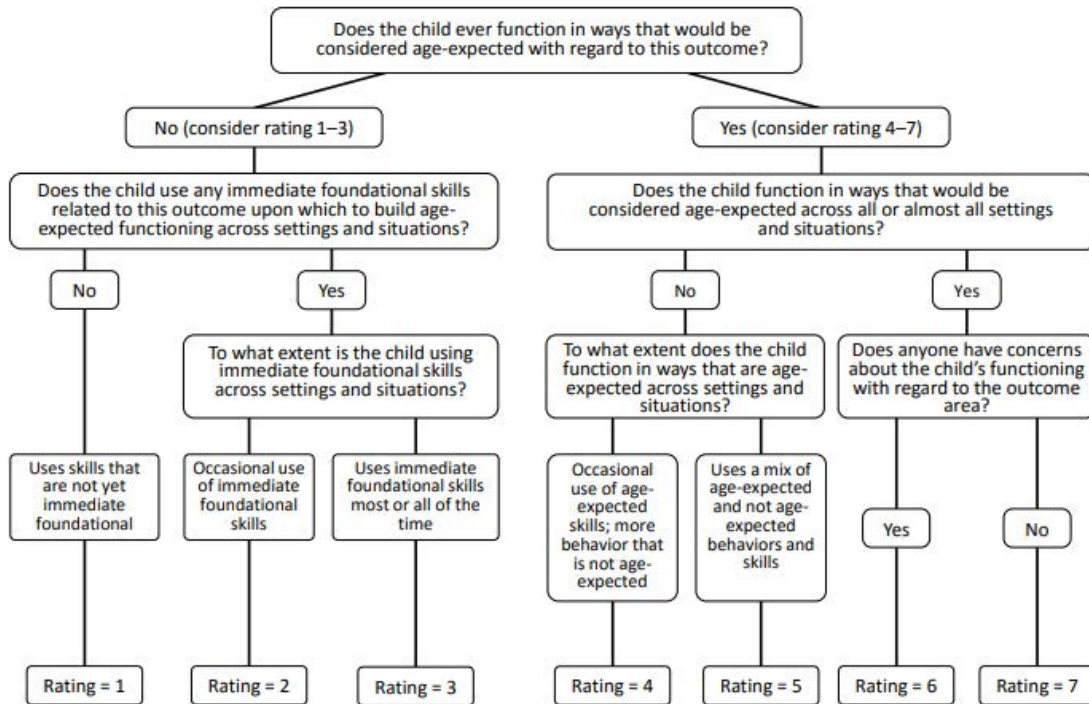 Does the child ever function in ways that would be
considered age-expected with regard to this outcome?
No (consider rating 1–3)
Yes (consider rating 4–7)
Does the child use any immediate foundational skills
related to this outcome upon which to build age-
expected functioning across settings and situations?
Does the child function in ways that would be
considered age-expected across all or almost all settings
and situations?
No
Yes
No
Yes
To what extent is the child using
immediate foundational skills
across settings and situations?
To what extent does the child
function in ways that are age-
expected across settings and
situations?
Does anyone have concerns
about the child’s functioning
with regard to the outcome
area?
Uses skills that
are not yet
immediate
foundational
Occasional use
of immediate
foundational
skills
Uses immediate
foundational skills
most or all of the
time
Occasional
use of age-
expected
skills; more
behavior that
is not age-
expected
Uses a mix of
age-expected
and not age-
expected
behaviors and
skills
Yes
No
Rating = 1
Rating = 2
Rating = 3
Rating = 4
Rating = 5
Rating = 6
Rating = 7